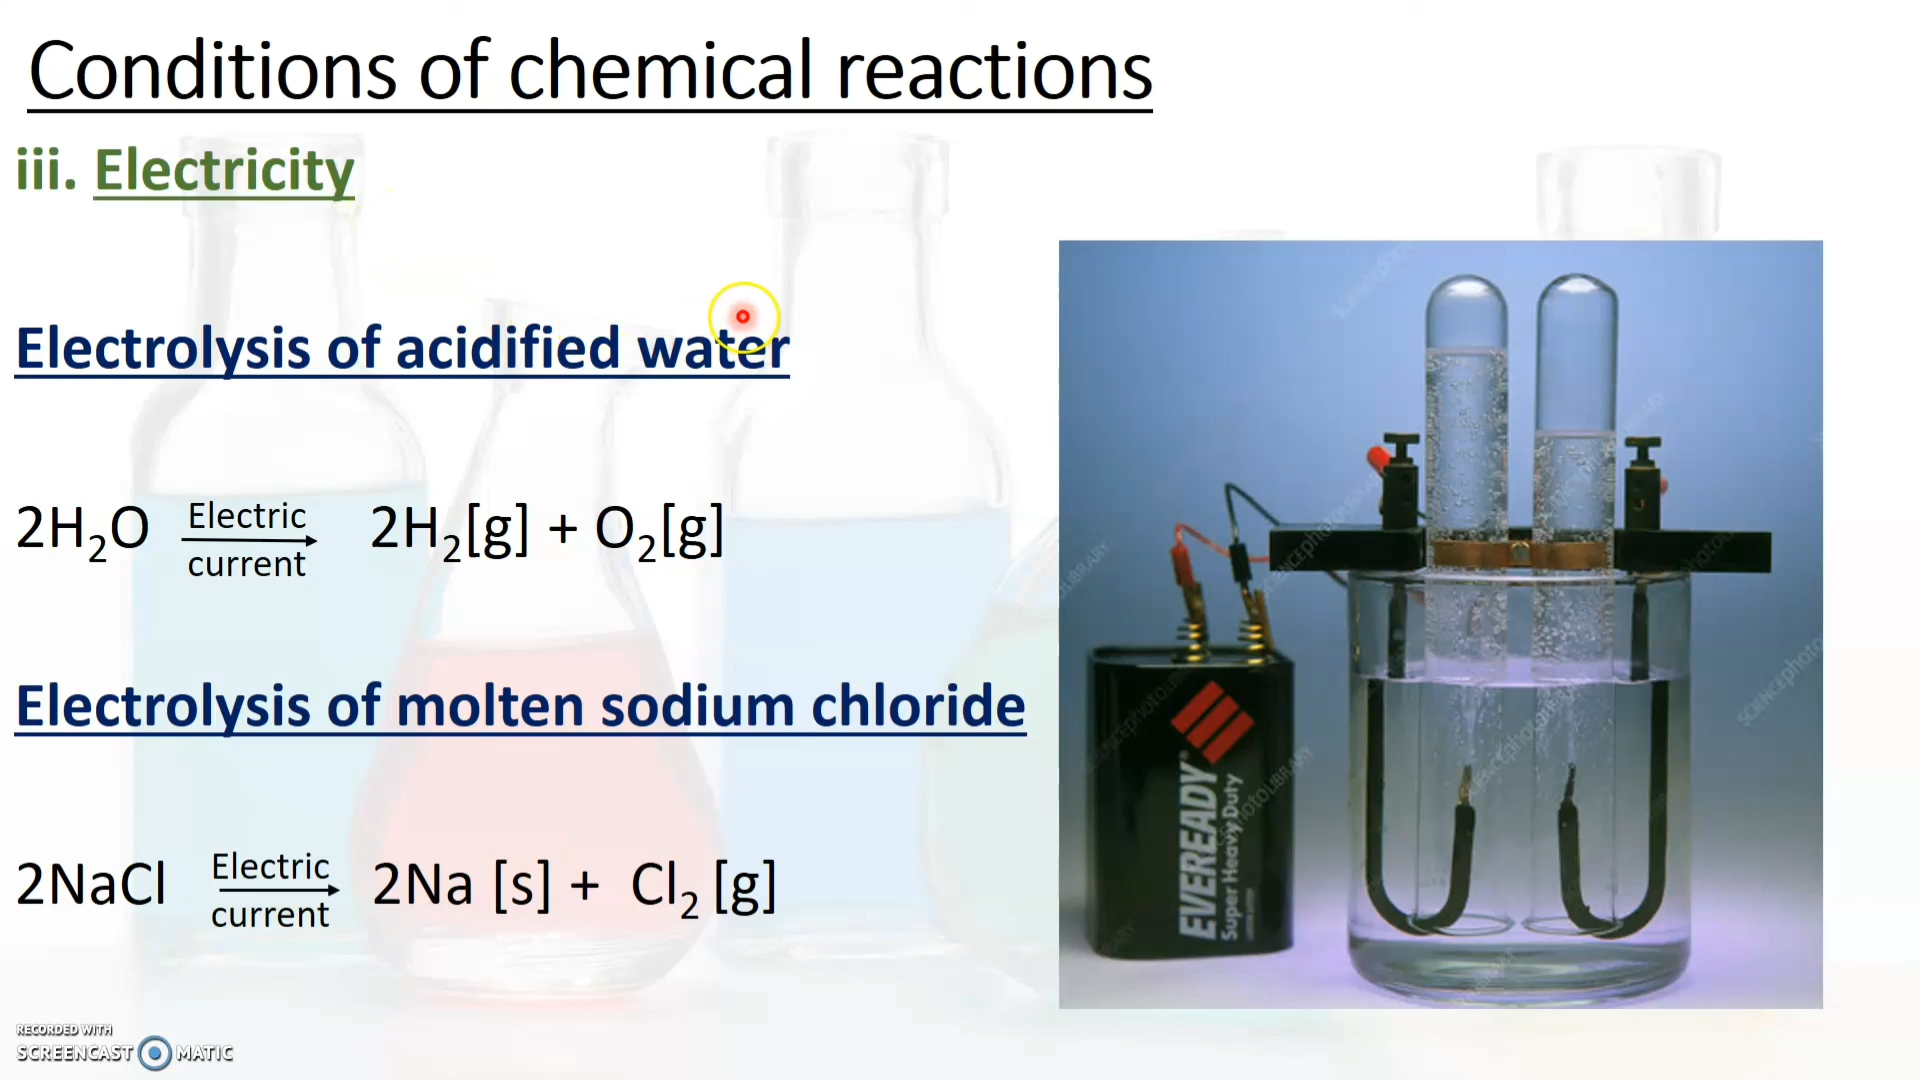 Conditions of chemical reactions
iii. Electricity
Electrolysis of acidified water
2H₂O Electric current 2H₂[g] + O₂[g]
Electrolysis of molten sodium chloride
2NaCl Electric current 2Na [s] + Cl₂ [g]
EVEREADY®
Super Heavy Duty
SCIENCEphotoLIBRARY
RECORDED WITH
SCREENCAST MATIC